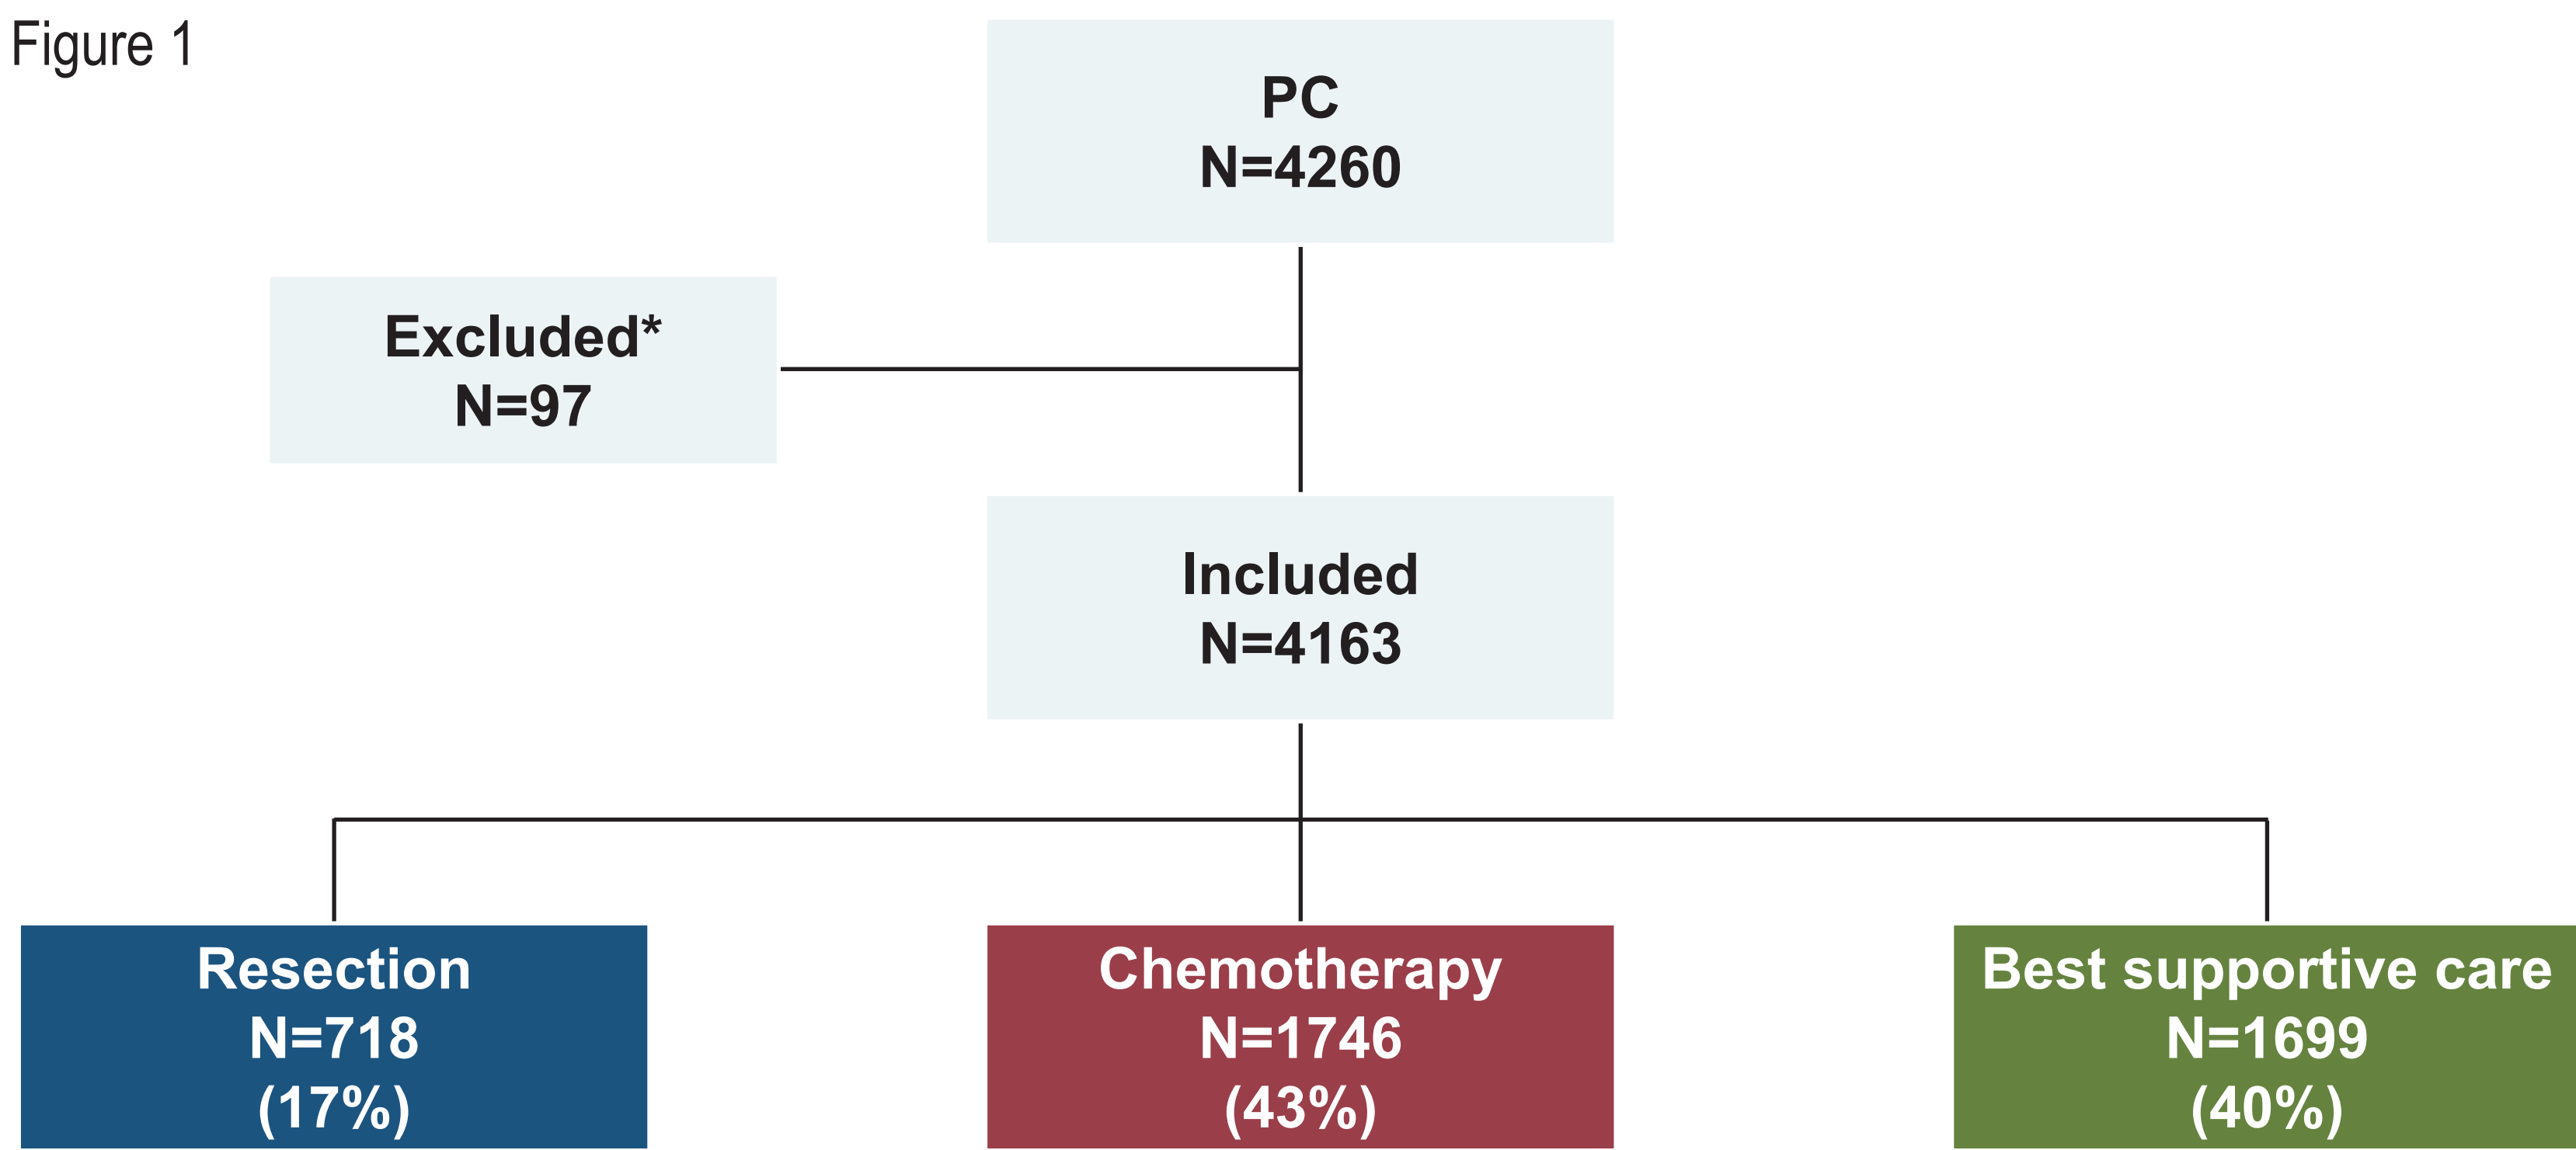 Figure 1
PC
N=4260
Excluded*
N=97
Included
N=4163
Resection
N=718
(17%)
Chemotherapy
N=1746
(43%)
Best supportive care
N=1699
(40%)